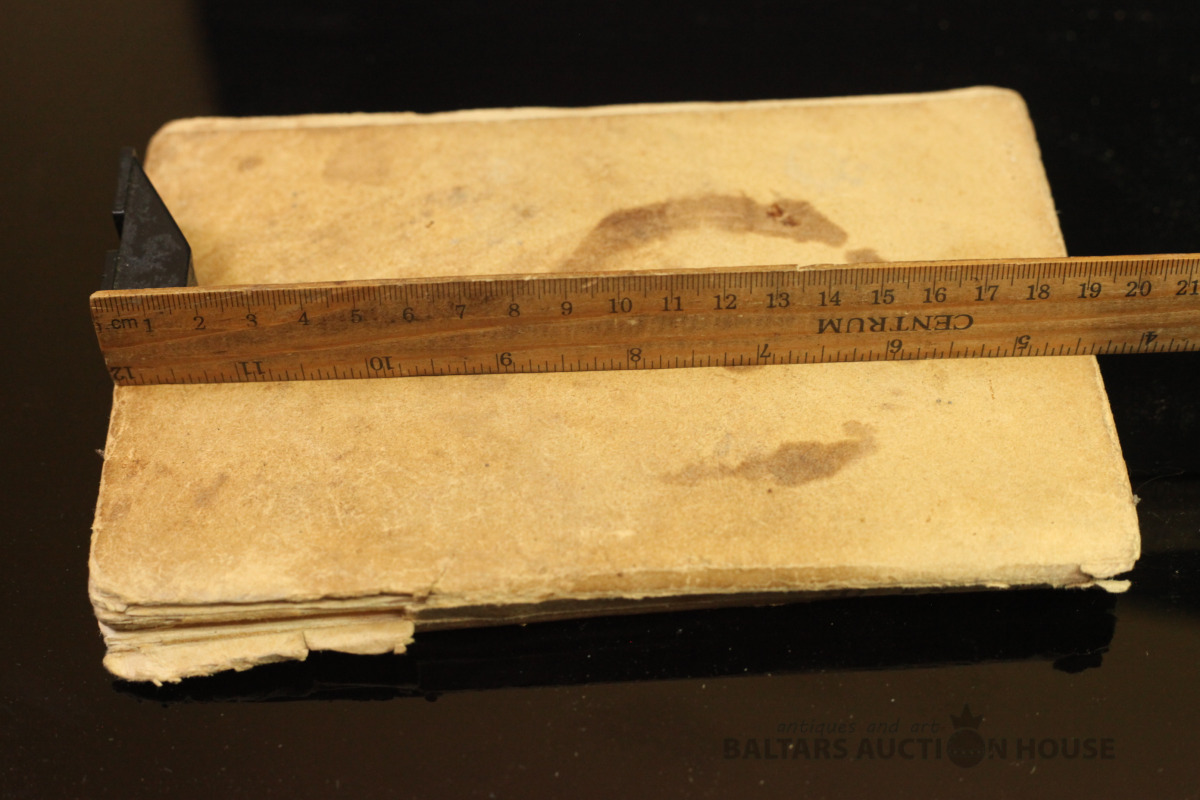 cm 1 2 3 4 5 6 7 8 9 10 11 12 13 14 15 16 17 18 19 20 21
CENTRUM
12 11 10 9 8 7 6 5 4
antiques and art
BALTARS AUCTION HOUSE